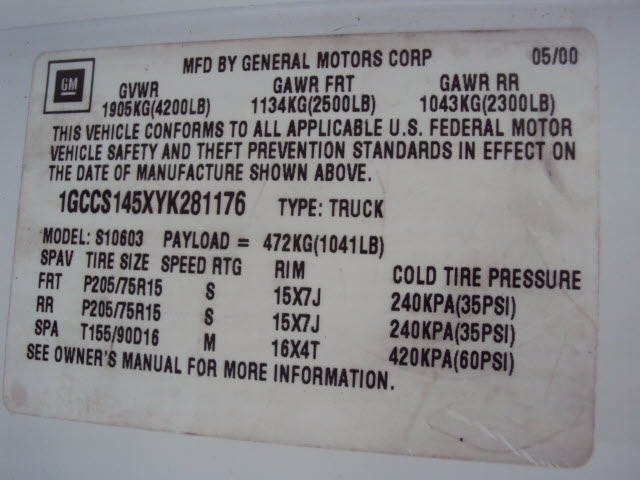 GM
MFD BY GENERAL MOTORS CORP 05/00
GVWR GAWR FRT GAWR RR
1905KG(4200LB) 1134KG(2500LB) 1043KG(2300LB)
THIS VEHICLE CONFORMS TO ALL APPLICABLE U.S. FEDERAL MOTOR
VEHICLE SAFETY AND THEFT PREVENTION STANDARDS IN EFFECT ON
THE DATE OF MANUFACTURE SHOWN ABOVE.
1GCCS145XYK281176 TYPE: TRUCK
MODEL: S10603 PAYLOAD = 472KG(1041LB)
SPAV TIRE SIZE SPEED RTG RIM COLD TIRE PRESSURE
FRT P205/75R15 S 15X7J 240KPA(35PSI)
RR P205/75R15 S 15X7J 240KPA(35PSI)
SPA T155/90D16 M 16X4T 420KPA(60PSI)
SEE OWNER'S MANUAL FOR MORE INFORMATION.